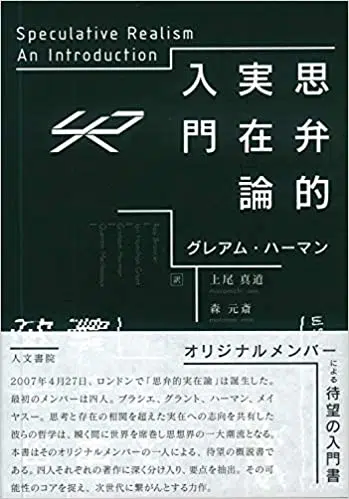 Speculative Realism
An Introduction
思弁的
実在論
入門
グレアム・ハーマン
Ray Brassier
Iain Hamilton Grant
Graham Harman
Quentin Meillassoux
訳
上尾 真道
森 元斎
人文書院
オリジナルメンバーによる待望の入門書
2007年4月27日、ロンドンで「思弁的実在論」は誕生した。
最初のメンバーは四人。ブラシエ、グラント、ハーマン、メイ
ヤスー。思考と存在の相関を超えた実在への志向を共有した
彼らの哲学は、瞬く間に世界を席巻し思想界の一大潮流となる。
本書はそのオリジナルメンバーの一人による、待望の概説書で
ある。四人それぞれの著作に深く分け入り、要点を抽出。その可
能性のコアを捉え、次世代に繋がんとする力作。